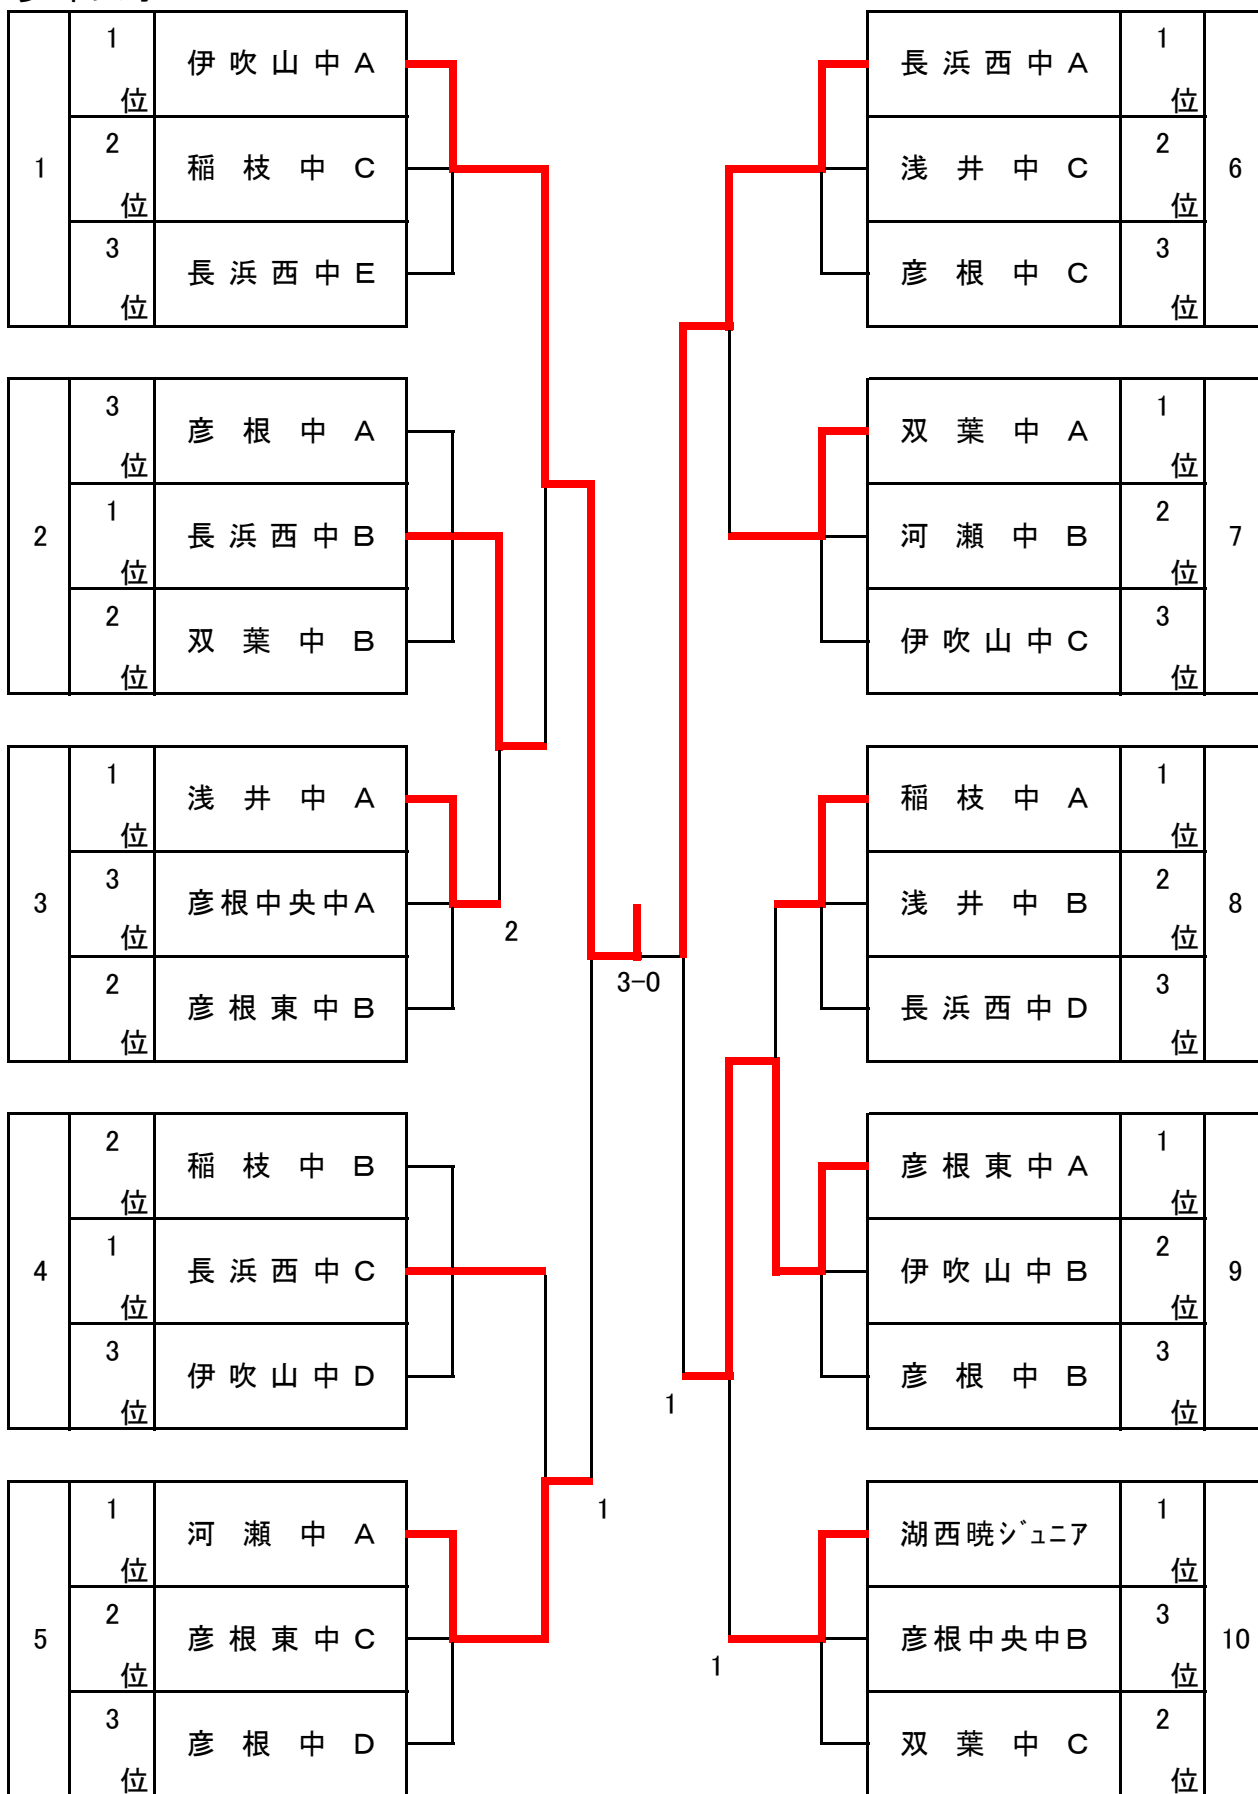 1
1位
伊吹山中A
2位
稲枝中C
3位
長浜西中E
2
3位
彦根中A
1位
長浜西中B
2位
双葉中B
3
1位
浅井中A
3位
彦根中央中A
2位
彦根東中B
2
4
2位
稲枝中B
1位
長浜西中C
3位
伊吹山中D
5
1位
河瀬中A
2位
彦根東中C
3位
彦根中D
1
3-0
長浜西中A
1位
浅井中C
2位
彦根中C
3位
6
双葉中A
1位
河瀬中B
2位
伊吹山中C
3位
7
稲枝中A
1位
浅井中B
2位
長浜西中D
3位
8
彦根東中A
1位
伊吹山中B
2位
彦根中B
3位
9
1
湖西暁ジュニア
1位
彦根中央中B
3位
双葉中C
2位
10
1